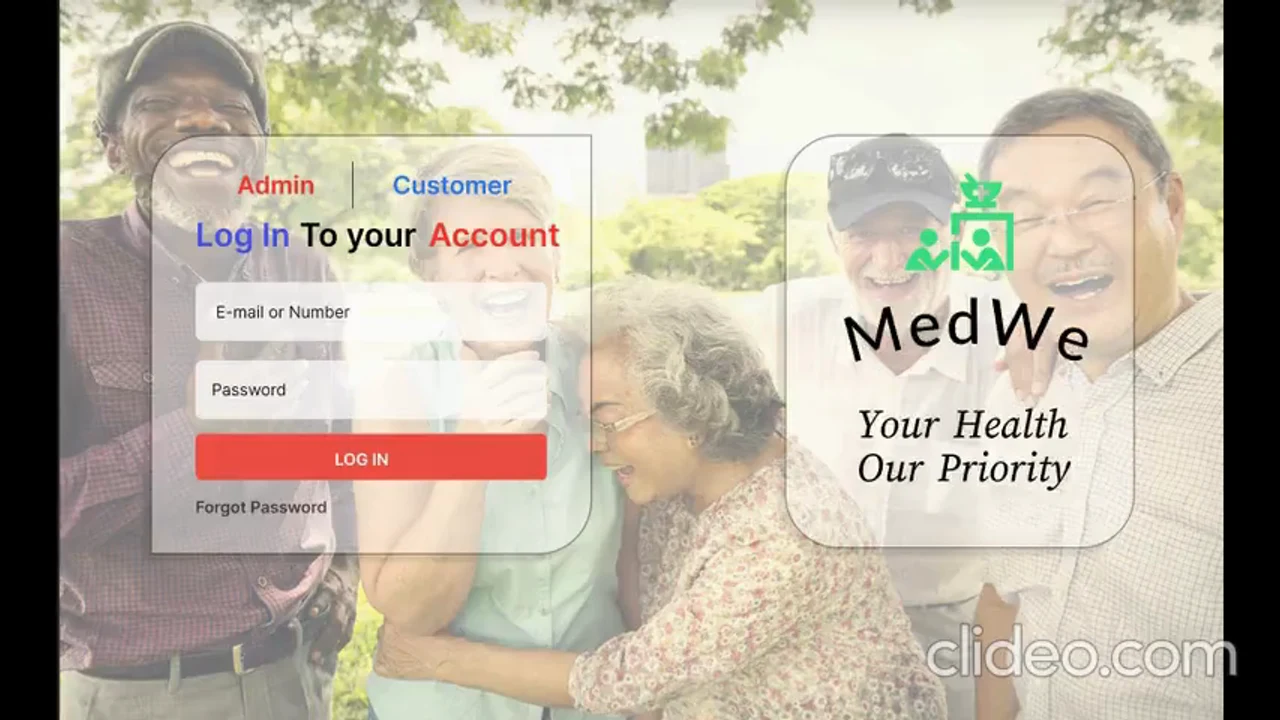 Admin Customer
Log In To your Account
E-mail or Number
Password
LOG IN
Forgot Password
MedWe
Your Health
Our Priority
clideo.com